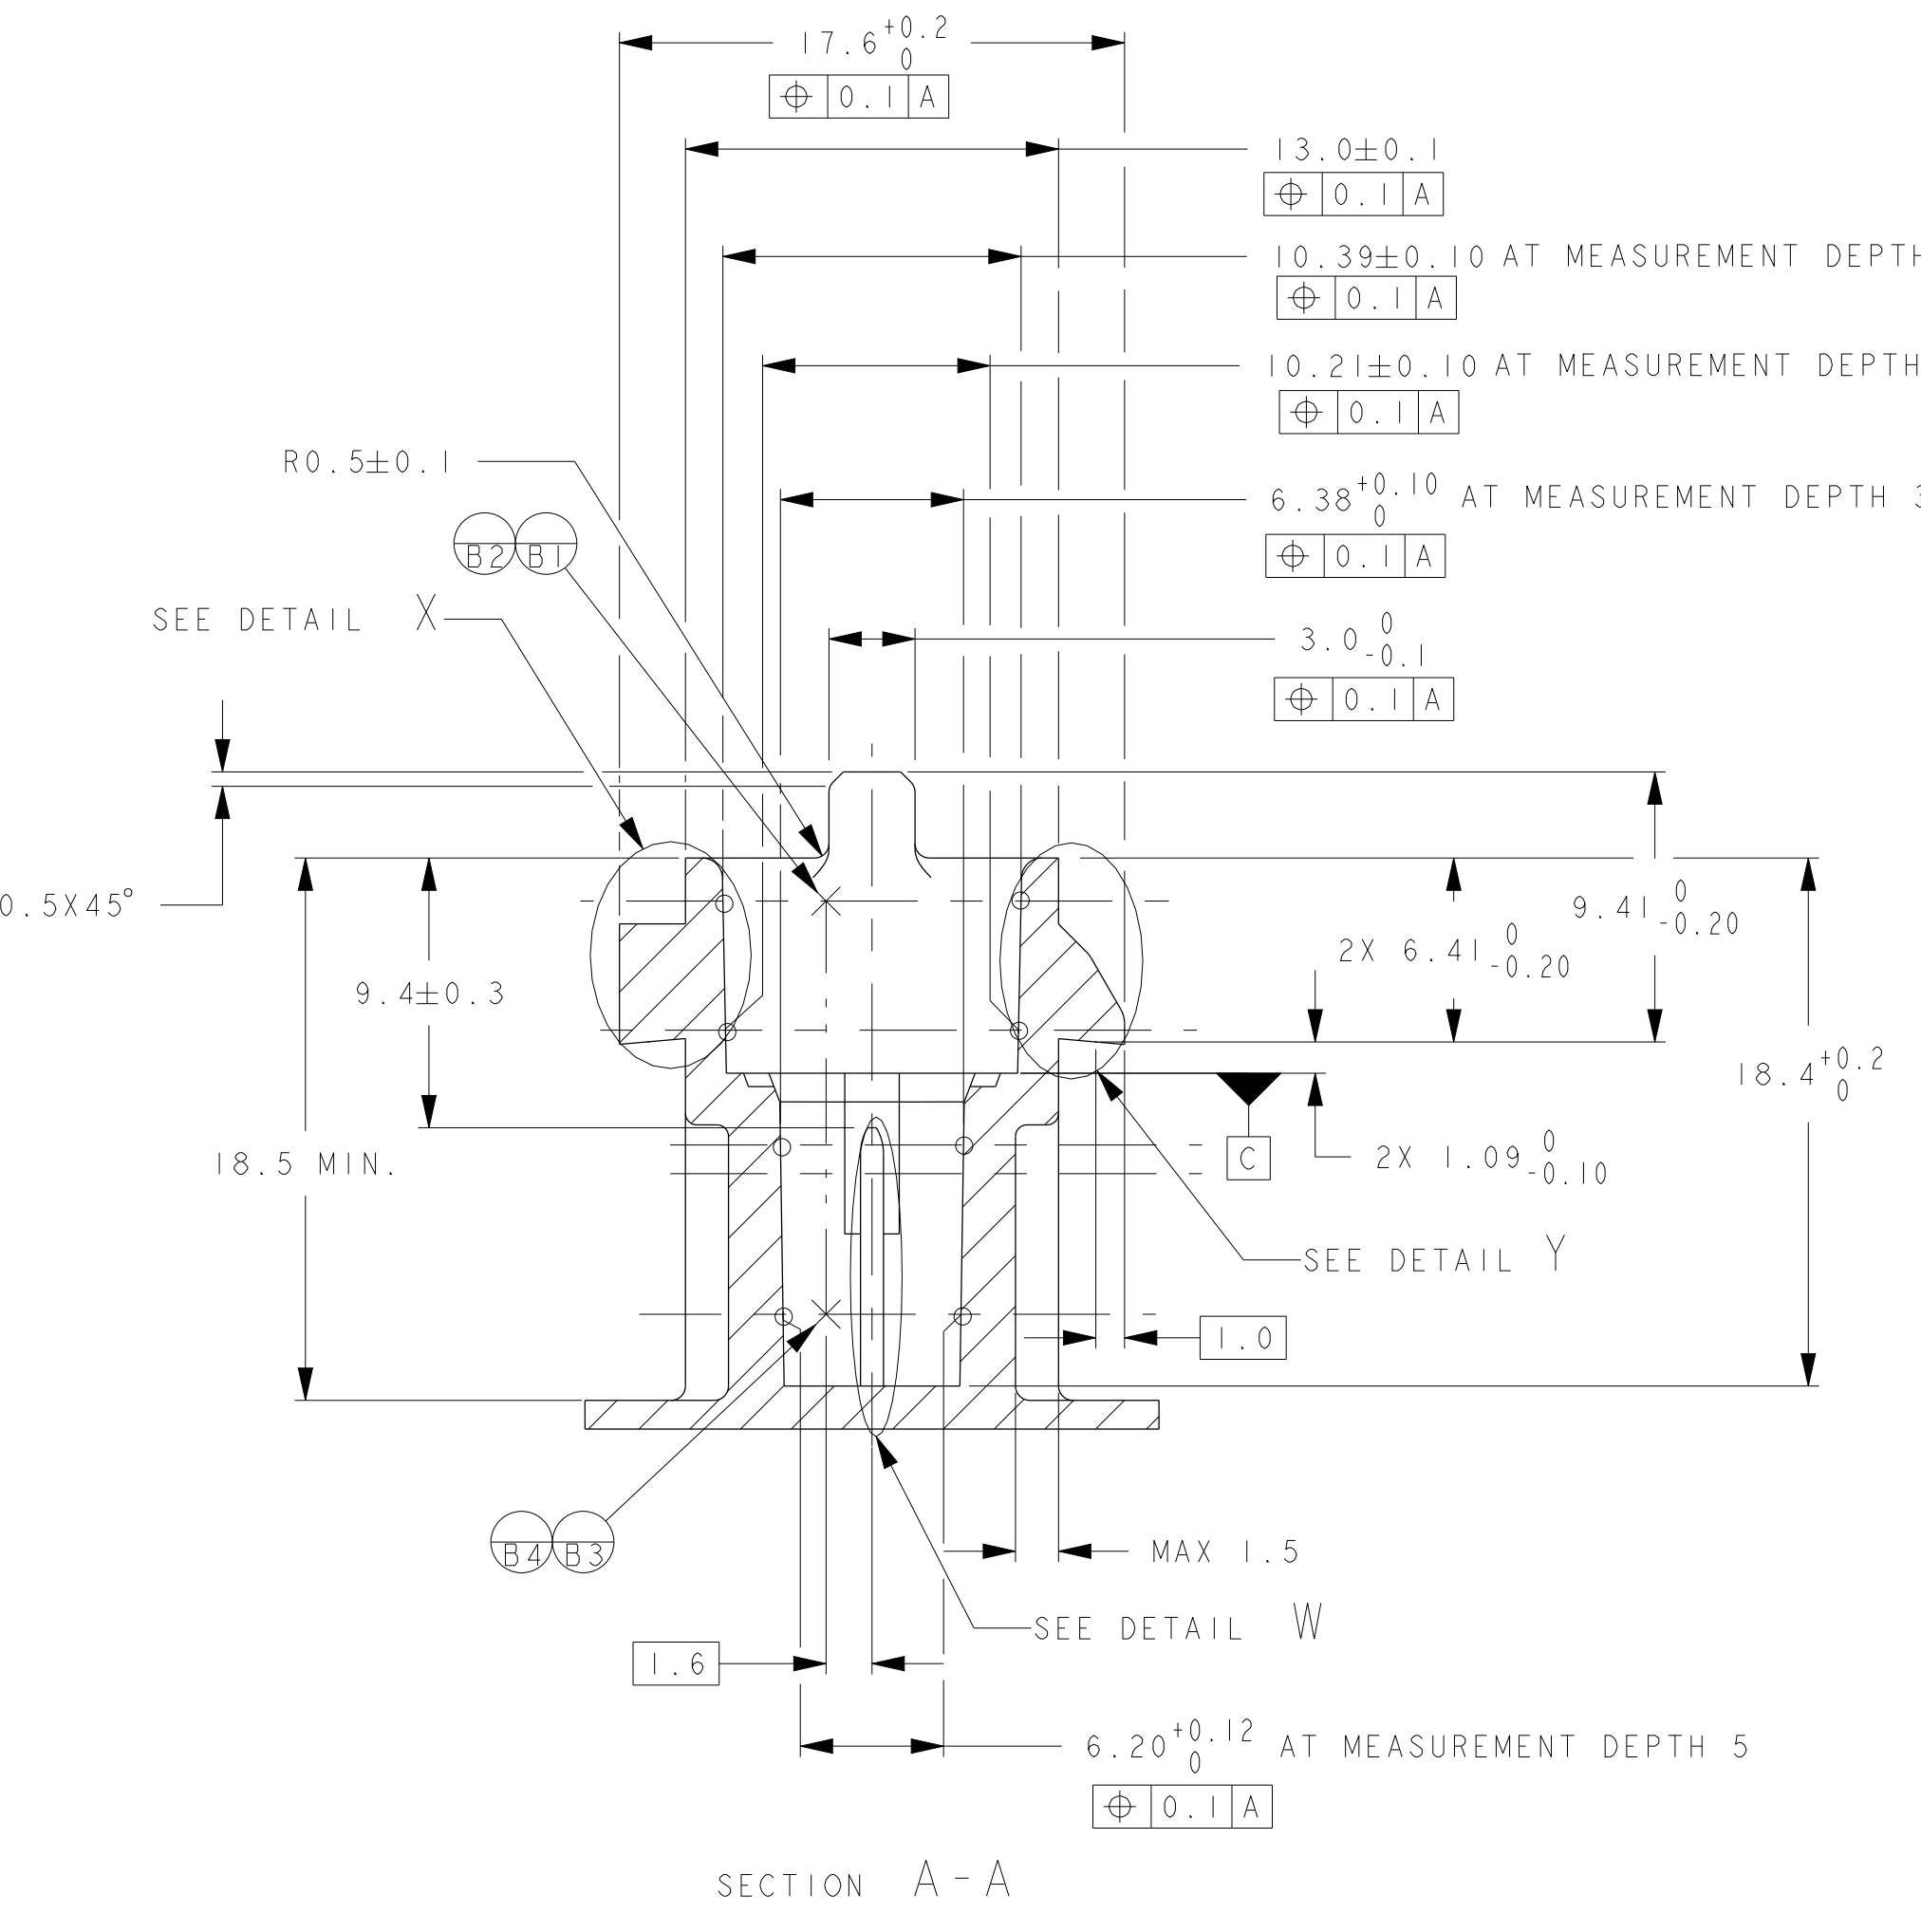 17.6 +0.2 0
⌖ 0.1 A
13.0±0.1
⌖ 0.1 A
10.39±0.10 AT MEASUREMENT DEPTH
⌖ 0.1 A
10.21±0.10 AT MEASUREMENT DEPTH
⌖ 0.1 A
R0.5±0.1
6.38 +0.10 0 AT MEASUREMENT DEPTH 3
⌖ 0.1 A
B2 B1
SEE DETAIL X
3.0 0 -0.1
⌖ 0.1 A
0.5X45°
9.41 0 -0.20
2X 6.41 0 -0.20
9.4±0.3
18.4 +0.2 0
18.5 MIN.
C
2X 1.09 0 -0.10
SEE DETAIL Y
1.0
B4 B3
MAX 1.5
SEE DETAIL W
1.6
6.20 +0.12 0 AT MEASUREMENT DEPTH 5
⌖ 0.1 A
SECTION A-A